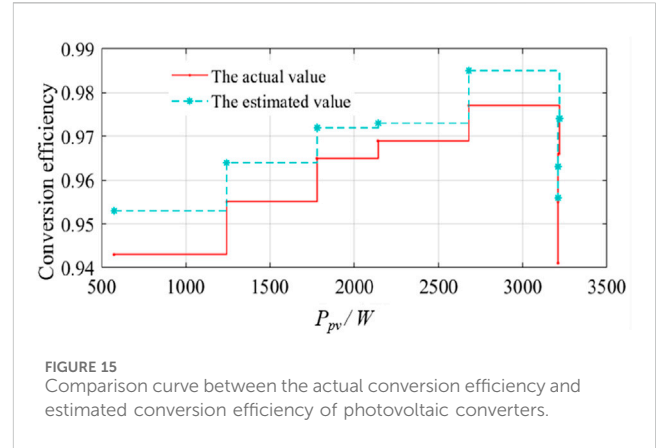 0.99
0.98
0.97
0.96
0.95
0.94
Conversion efficiency
The actual value
The estimated value
500 1000 1500 2000 2500 3000 3500
P_pv / W
FIGURE 15
Comparison curve between the actual conversion efficiency and
estimated conversion efficiency of photovoltaic converters.